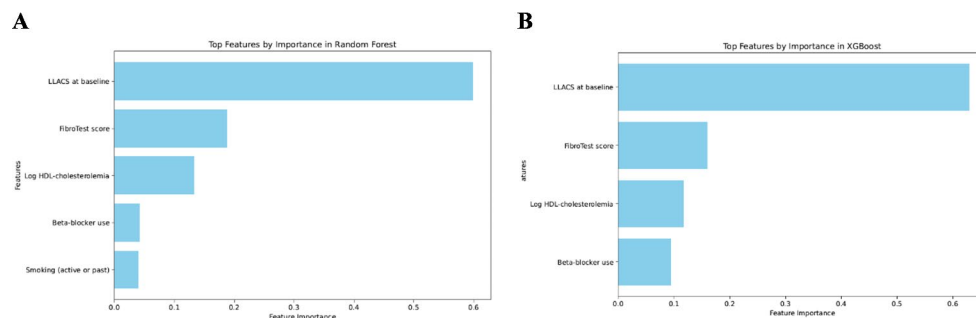 A
Top Features by Importance in Random Forest
LLACS at baseline
FibroTest score
Log HDL-cholesterolemia
Beta-blocker use
Smoking (active or past)
Features
0.0 0.1 0.2 0.3 0.4 0.5 0.6
Feature Importance
B
Top Features by Importance in XGBoost
LLACS at baseline
FibroTest score
Log HDL-cholesterolemia
Beta-blocker use
atures
0.0 0.1 0.2 0.3 0.4 0.5 0.6
Feature Importance